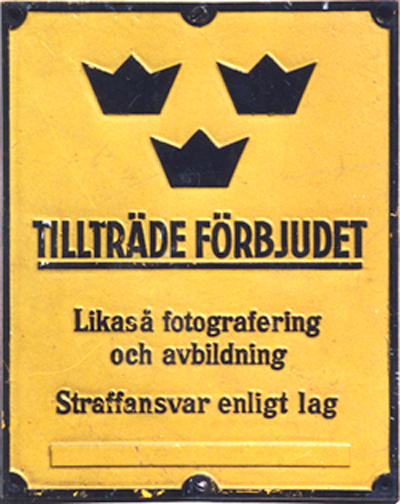 TILLTRÄDE FÖRBJUDET
Likaså fotografering
och avbildning
Straffansvar enligt lag